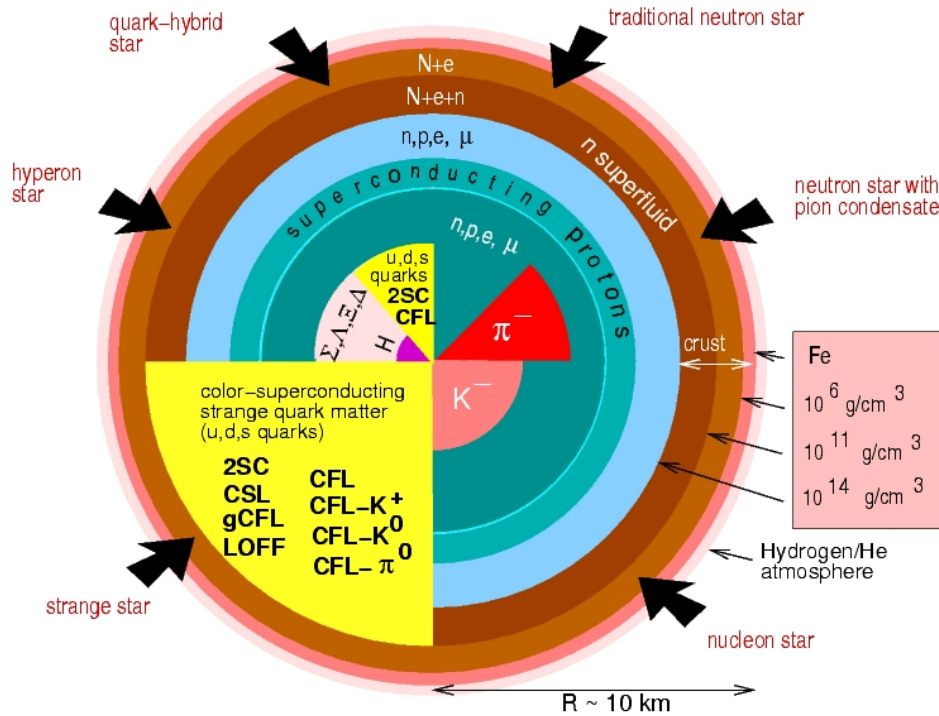 quark–hybrid
star
traditional neutron star
N+e
N+e+n
n,p,e, μ
n superfluid
hyperon
star
neutron star with
pion condensate
superconducting protons
n,p,e, μ
u,d,s
quarks
2SC
CFL
Σ,Λ,Ξ,Δ
H
π⁻
K⁻
crust
Fe
10⁶ g/cm³
10¹¹ g/cm³
10¹⁴ g/cm³
color–superconducting
strange quark matter
(u,d,s quarks)
2SC
CSL
gCFL
LOFF
CFL
CFL–K⁺
CFL–K⁰
CFL–π⁰
Hydrogen/He
atmosphere
strange star
nucleon star
R ~ 10 km